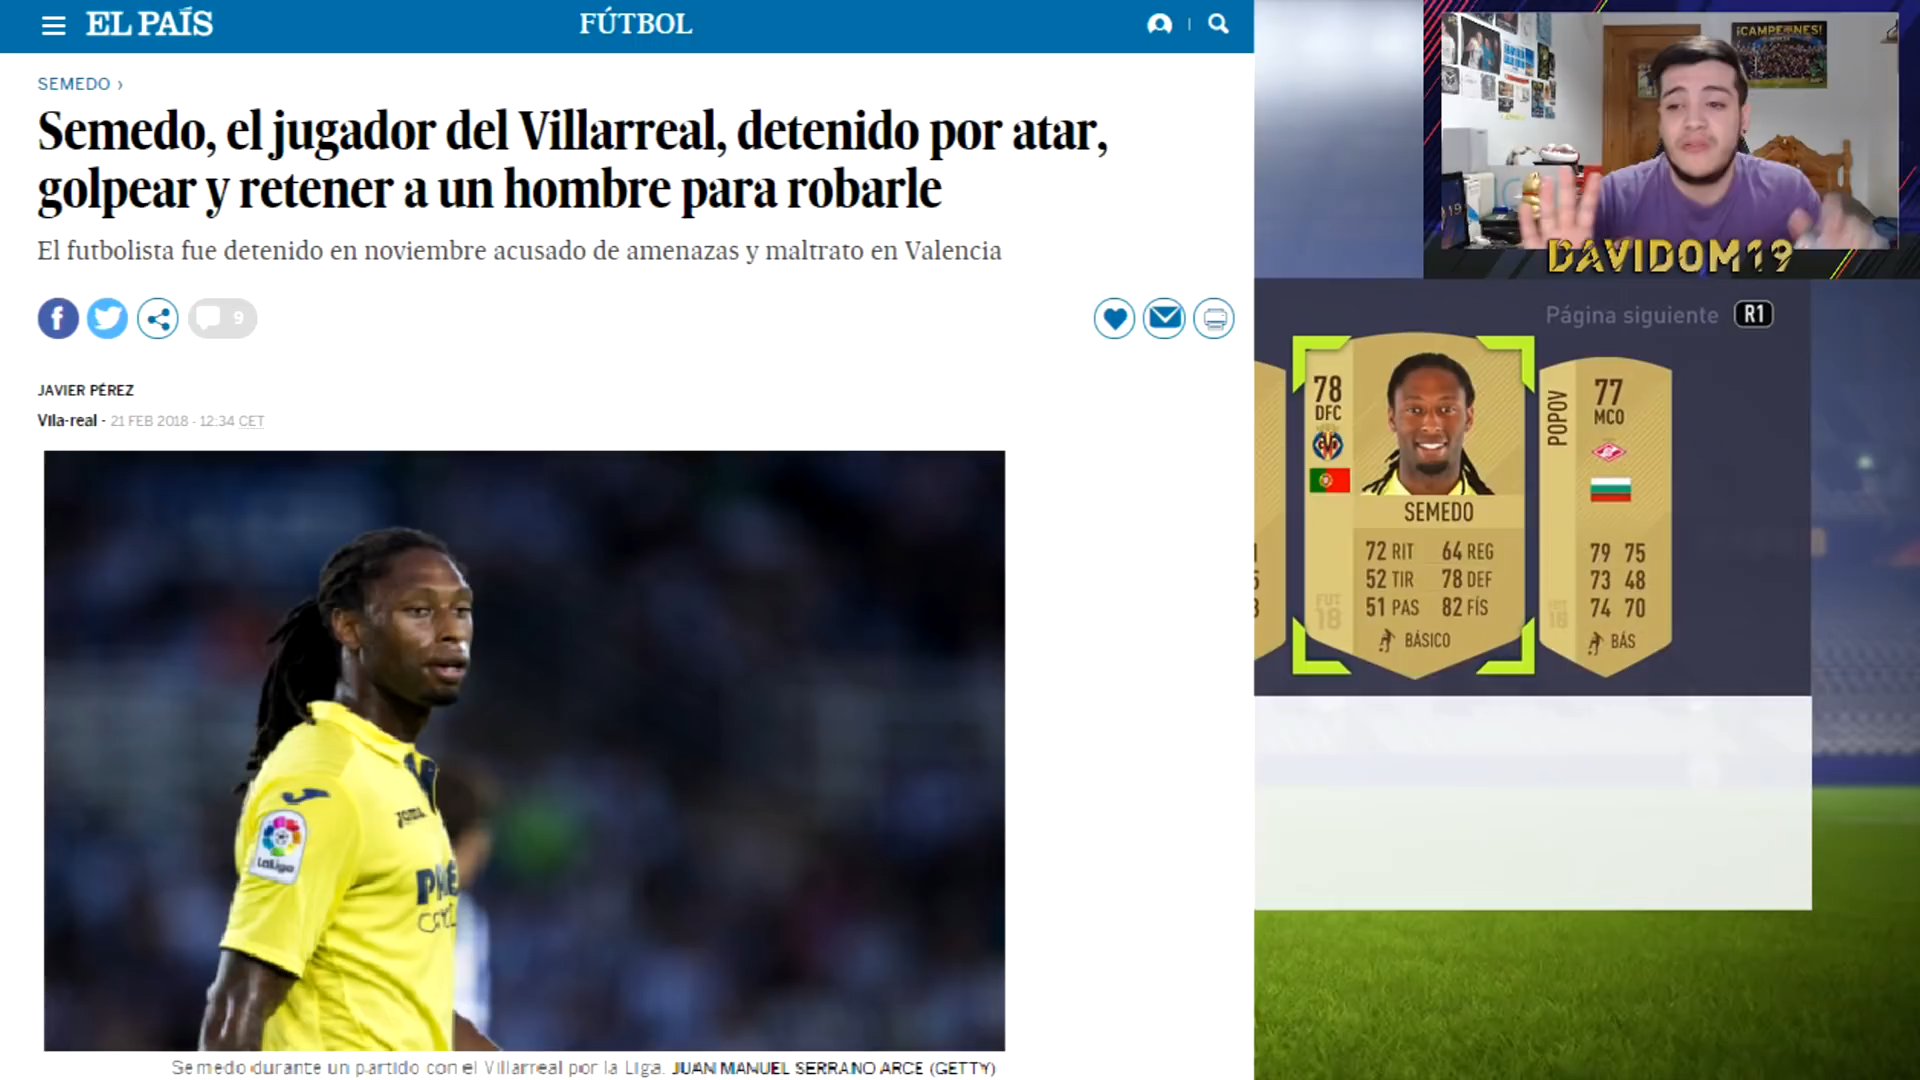 EL PAÍS
FÚTBOL
SEMEDO ›
Semedo, el jugador del Villarreal, detenido por atar,
golpear y retener a un hombre para robarle
El futbolista fue detenido en noviembre acusado de amenazas y maltrato en Valencia
9
JAVIER PÉREZ
Vila-real - 21 FEB 2018 - 12:34 CET
Joma
LaLiga
Semedo durante un partido con el Villarreal por la Liga. JUAN MANUEL SERRANO ARCE (GETTY)
¡CAMPEONES!
DAVIDOM19
Página siguiente R1
78
DFC
SEMEDO
72 RIT 64 REG
52 TIR 78 DEF
51 PAS 82 FÍS
FUT
18
BÁSICO
POPOV
77
MCO
79 75
73 48
74 70
BÁS